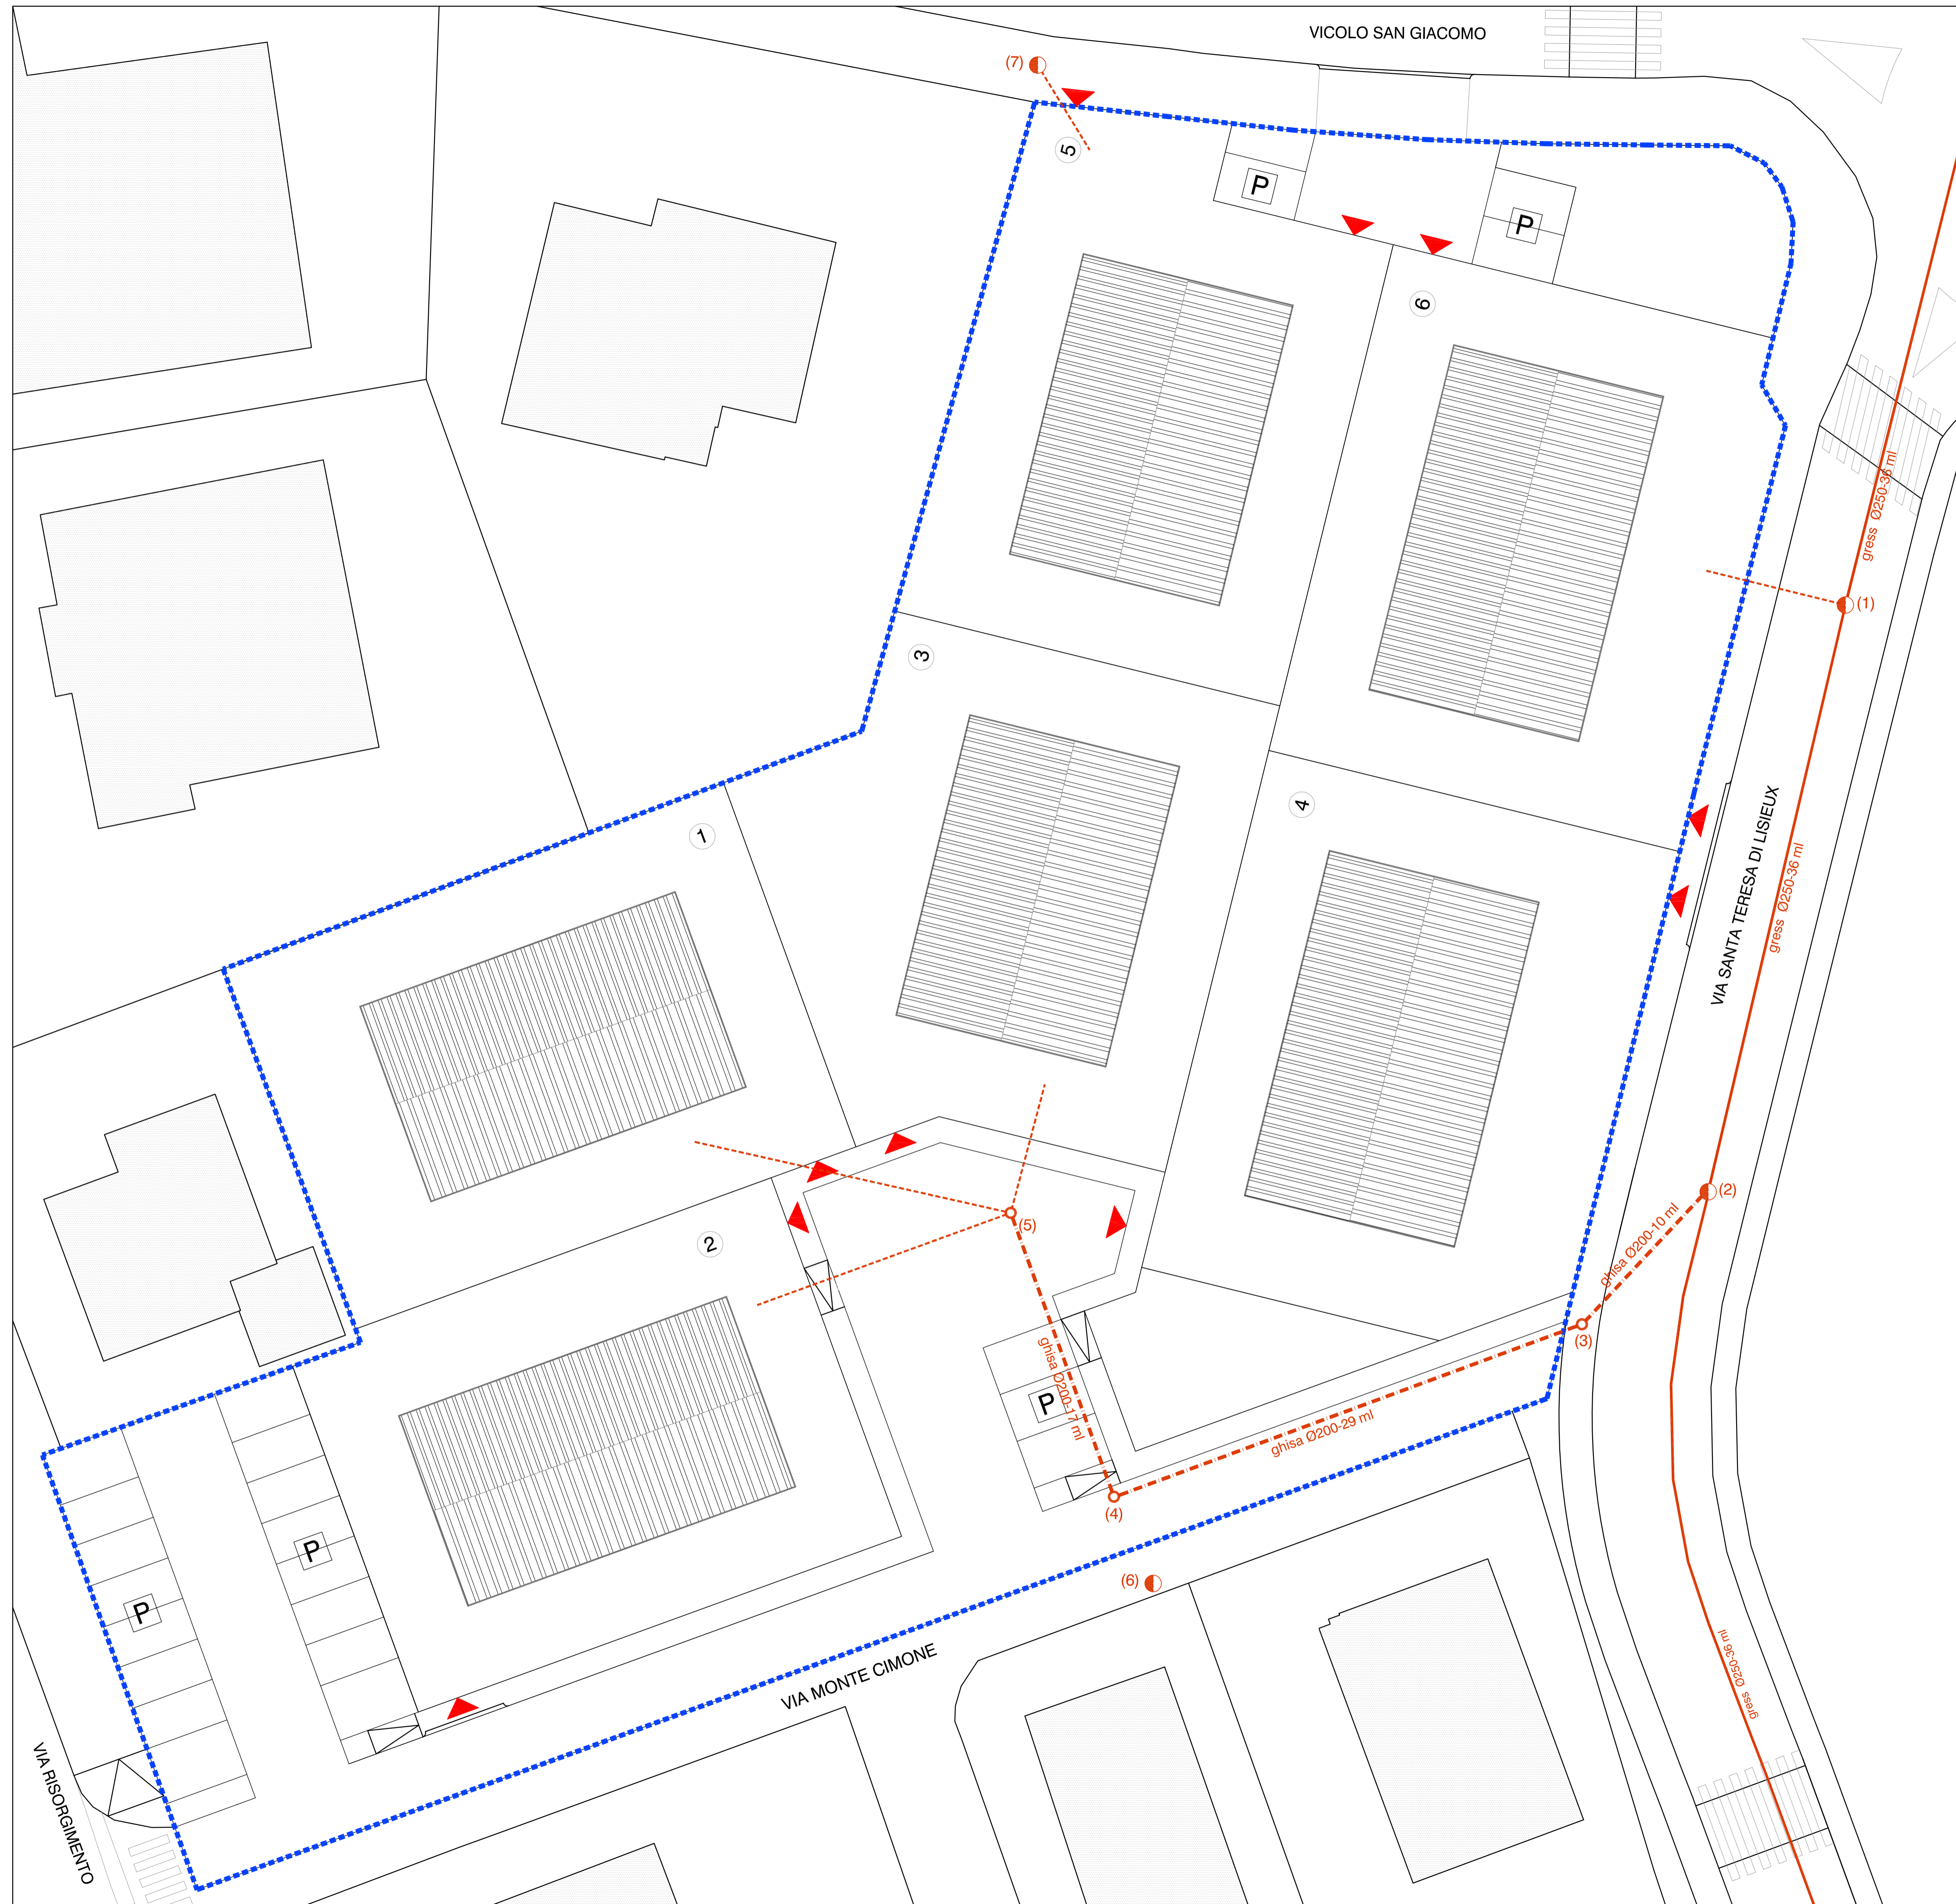 VICOLO SAN GIACOMO
(7)
5
P
P
6
gress Ø250-36 ml
(1)
3
4
1
VIA SANTA TERESA DI LISIEUX
gress Ø250-36 ml
(2)
2
(5)
ghisa Ø200-10 ml
(3)
ghisa Ø200-17 ml
P
ghisa Ø200-29 ml
(4)
P
(6)
P
VIA MONTE CIMONE
gress Ø250-36 ml
VIA RISORGIMENTO